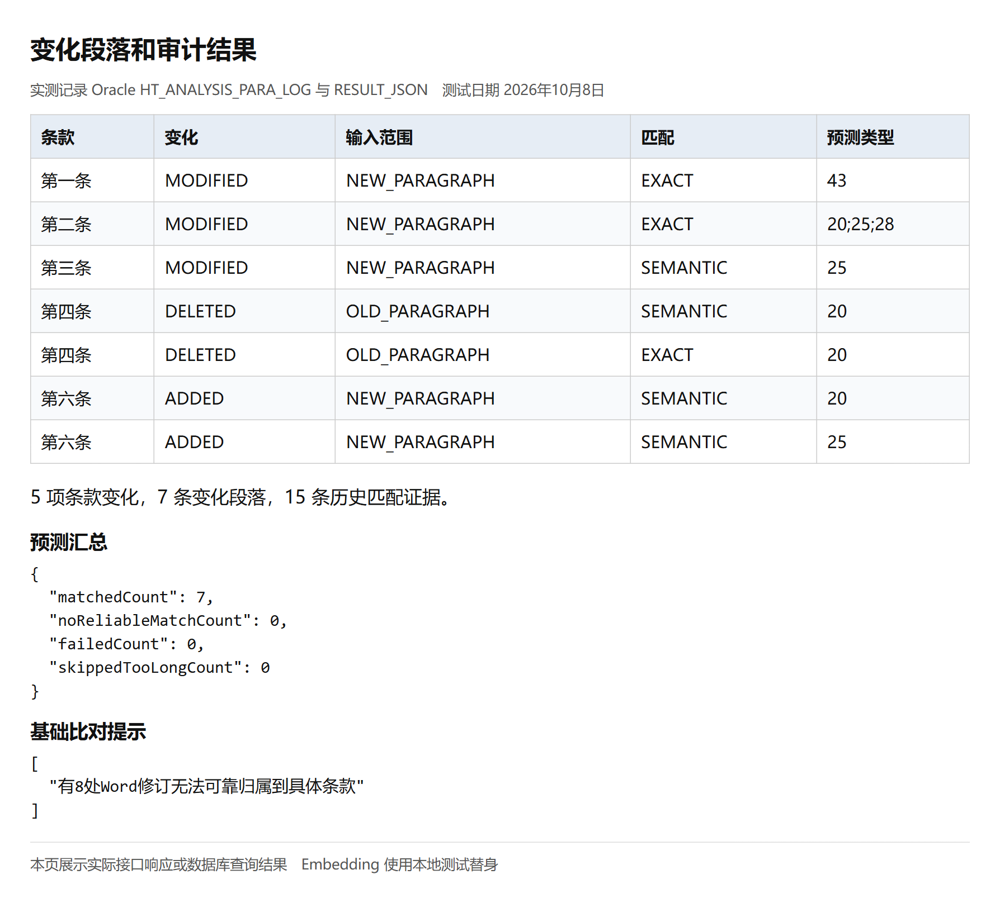 变化段落和审计结果
实测记录 Oracle HT_ANALYSIS_PARA_LOG 与 RESULT_JSON 测试日期 2026年10月8日
条款 变化 输入范围 匹配 预测类型
第一条 MODIFIED NEW_PARAGRAPH EXACT 43
第二条 MODIFIED NEW_PARAGRAPH EXACT 20;25;28
第三条 MODIFIED NEW_PARAGRAPH SEMANTIC 25
第四条 DELETED OLD_PARAGRAPH SEMANTIC 20
第四条 DELETED OLD_PARAGRAPH EXACT 20
第六条 ADDED NEW_PARAGRAPH SEMANTIC 20
第六条 ADDED NEW_PARAGRAPH SEMANTIC 25
5 项条款变化，7 条变化段落，15 条历史匹配证据。
预测汇总
{
"matchedCount": 7,
"noReliableMatchCount": 0,
"failedCount": 0,
"skippedTooLongCount": 0
}
基础比对提示
[
"有8处Word修订无法可靠归属到具体条款"
]
本页展示实际接口响应或数据库查询结果 Embedding 使用本地测试替身